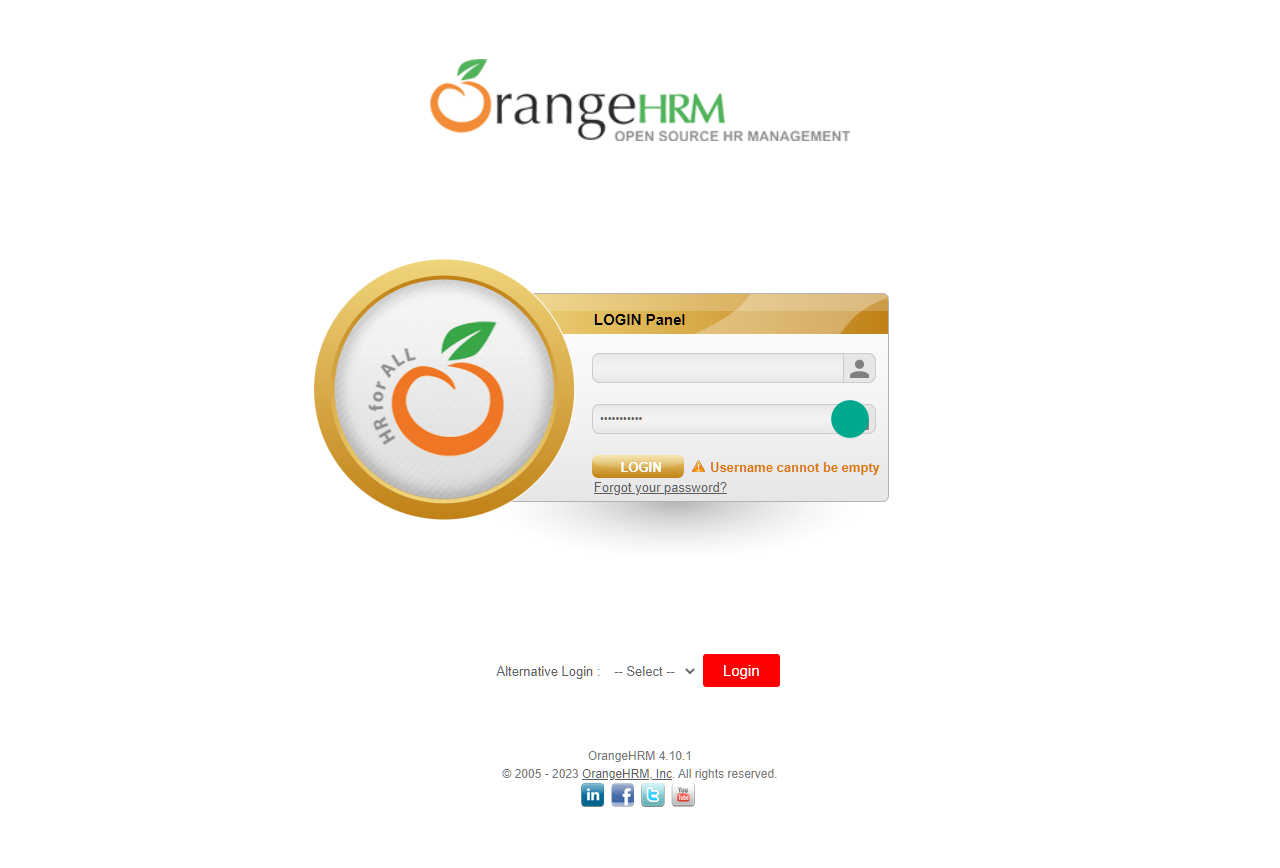 OrangeHRM
OPEN SOURCE HR MANAGEMENT
HR for ALL
LOGIN Panel
•••••••••••
LOGIN
Username cannot be empty
Forgot your password?
Alternative Login :
-- Select --
Login
OrangeHRM 4.10.1
© 2005 - 2023 OrangeHRM, Inc. All rights reserved.
in
f
t
You Tube